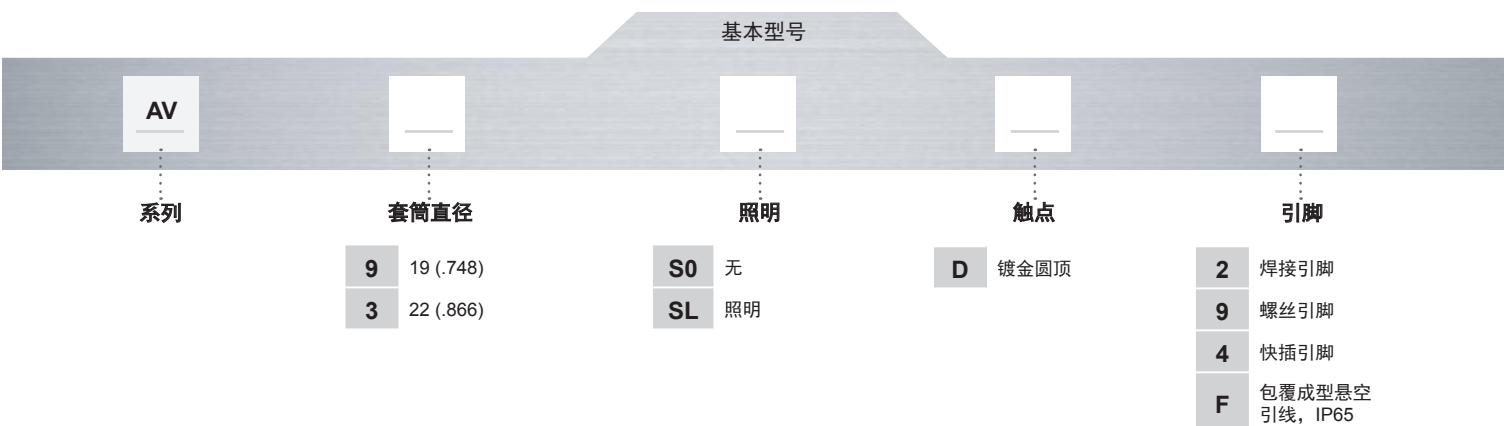 基本型号
AV
系列
套筒直径
照明
触点
引脚
9 19 (.748)
3 22 (.866)
S0 无
SL 照明
D 镀金圆顶
2 焊接引脚
9 螺丝引脚
4 快插引脚
F 包覆成型悬空
引线，IP65